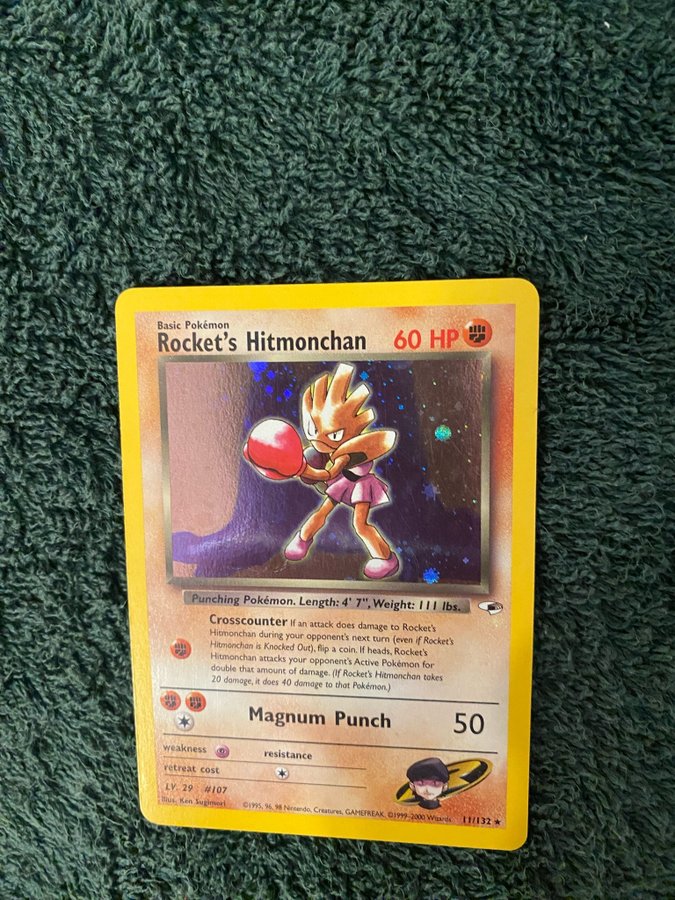 Basic Pokémon
Rocket's Hitmonchan 60 HP
Punching Pokémon. Length: 4' 7", Weight: 111 lbs.
Crosscounter If an attack does damage to Rocket's
Hitmonchan during your opponent's next turn (even if Rocket's
Hitmonchan is Knocked Out), flip a coin. If heads, Rocket's
Hitmonchan attacks your opponent's Active Pokémon for
double that amount of damage. (If Rocket's Hitmonchan takes
20 damage, it does 40 damage to that Pokémon.)
Magnum Punch 50
weakness resistance
retreat cost
LV. 29 #107
Illus. Ken Sugimori ©1995, 96, 98 Nintendo, Creatures, GAMEFREAK. ©1999-2000 Wizards. 11/132 ★